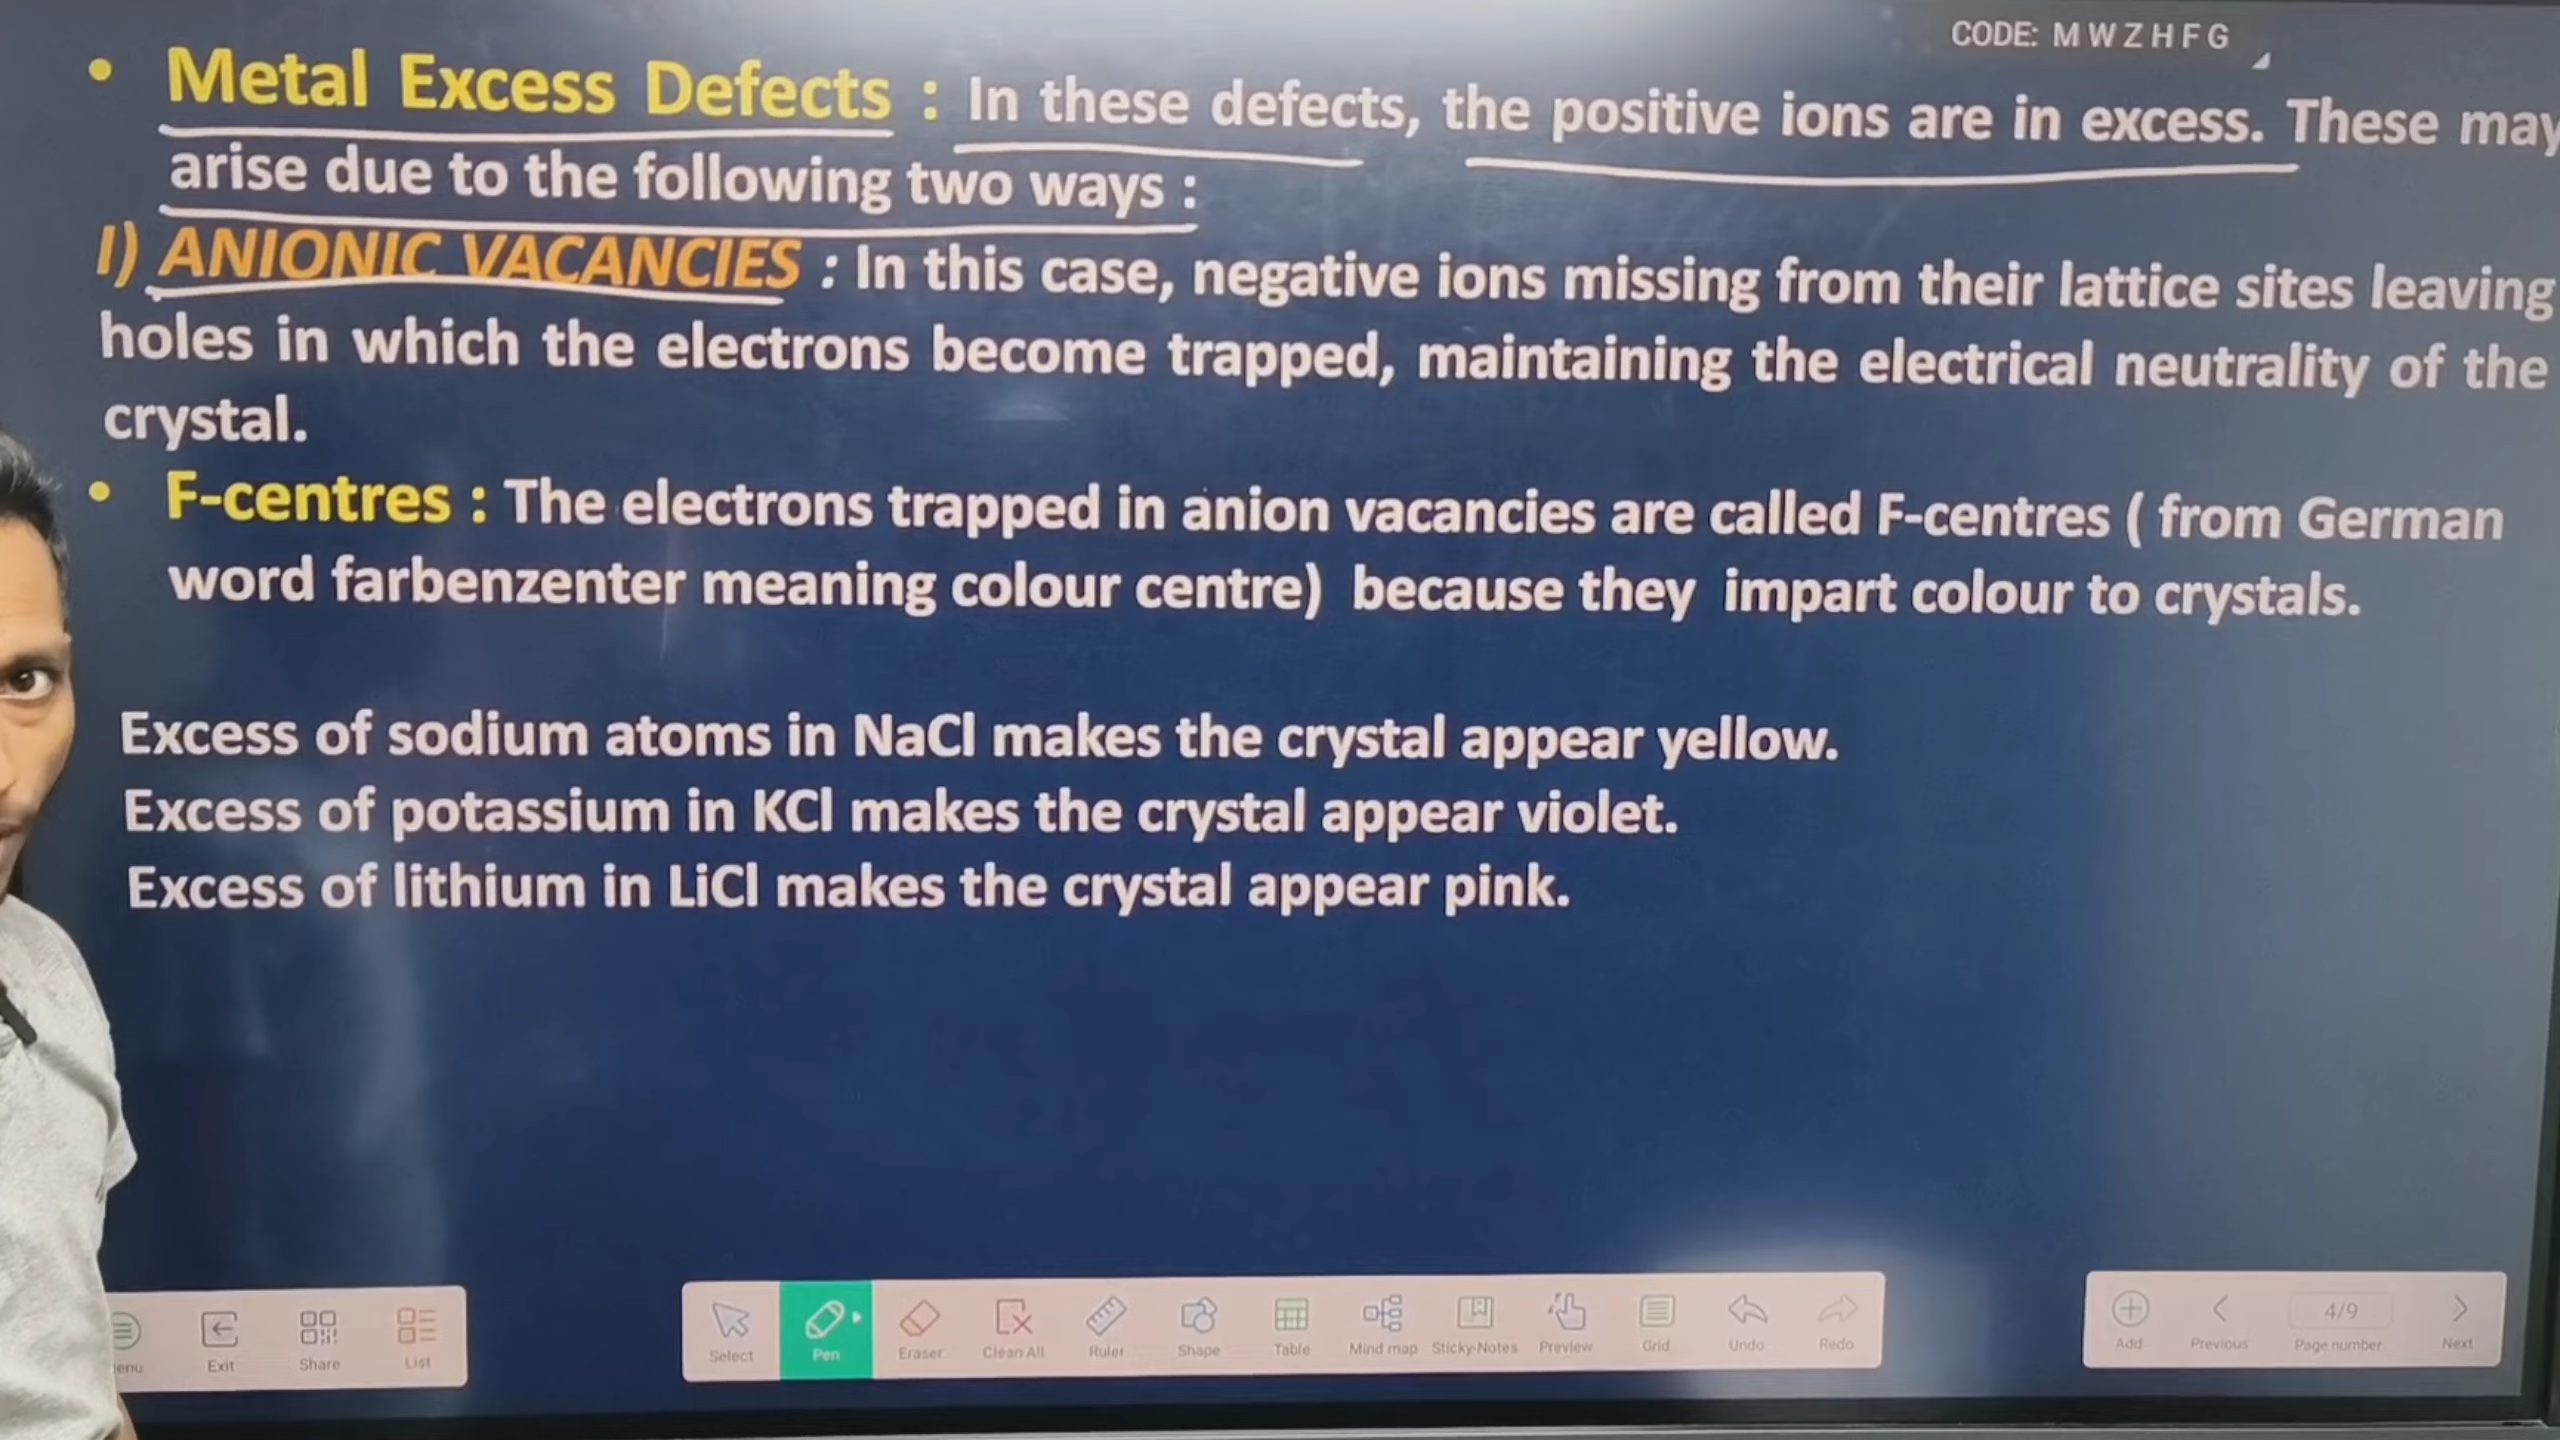 CODE: MWZHFG
• Metal Excess Defects : In these defects, the positive ions are in excess. These may
arise due to the following two ways :
I) ANIONIC VACANCIES : In this case, negative ions missing from their lattice sites leaving
holes in which the electrons become trapped, maintaining the electrical neutrality of the
crystal.
• F-centres : The electrons trapped in anion vacancies are called F-centres ( from German
word farbenzenter meaning colour centre) because they impart colour to crystals.
Excess of sodium atoms in NaCl makes the crystal appear yellow.
Excess of potassium in KCl makes the crystal appear violet.
Excess of lithium in LiCl makes the crystal appear pink.
enu Exit Share List Select Pen Eraser Clean All Ruler Shape Table Mind map Sticky-Notes Preview Grid Undo Redo Add Previous 4/9 Page number Next